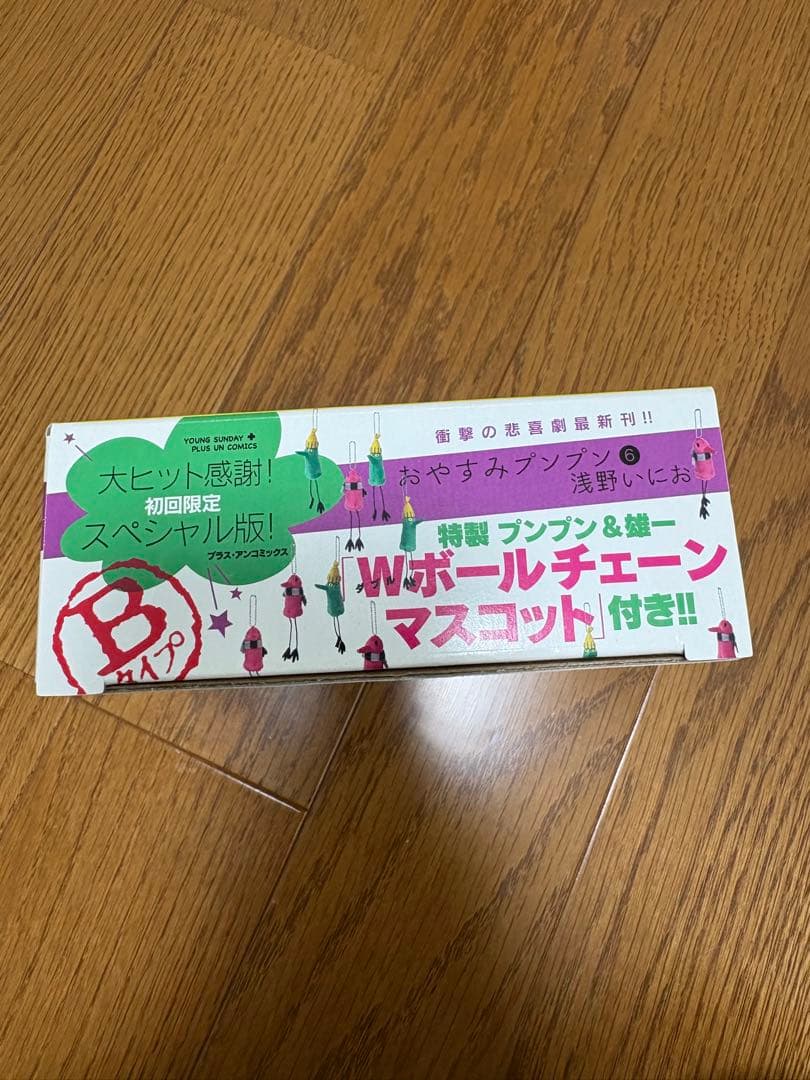 YOUNG SUNDAY
PLUS UN COMICS
大ヒット感謝!
初回限定
スペシャル版!
プラス・アンコミックス
Bタイプ
衝撃の悲喜劇最新刊!!
おやすみプンプン 6
浅野いにお
特製 プンプン&雄一
「Wボールチェーン
ダブル
マスコット」付き!!